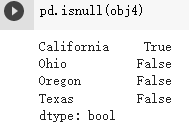 pd.isnull(obj4)
California True
Ohio False
Oregon False
Texas False
dtype: bool